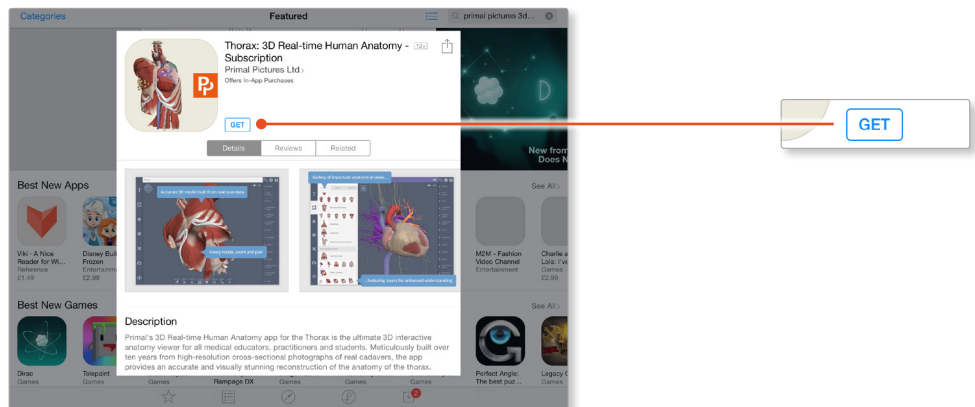 Categories
Featured
primal pictures 3d...
Thorax: 3D Real-time Human Anatomy - 12+
Subscription
Primal Pictures Ltd
Offers In-App Purchases
GET
GET
Details Reviews Related
New from
Does N
Accurate 3D model built from real scan data
Freely rotate, zoom and pan
Gallery of important anatomical views...
...featuring layers for enhanced understanding
Best New Apps
See All
Viki - A Nice
Reader for Wi...
Reference
£1.49
Disney Buil
Frozen
Entertainm
£2.99
M2M - Fashion
Video Channel
Entertainment
Charlie a
Lola: I've
Games
£2.99
Best New Games
See All
Description
Primal's 3D Real-time Human Anatomy app for the Thorax is the ultimate 3D interactive
anatomy viewer for all medical educators, practitioners and students. Meticulously built over
ten years from high-resolution cross-sectional photographs of real cadavers, the app
provides an accurate and visually stunning reconstruction of the anatomy of the thorax.
Dirac
Games
Telepaint
Games
Games
Rampage DX
Games
Games
Games
Perfect Angle:
The best puz...
Games
Legacy
Games
2